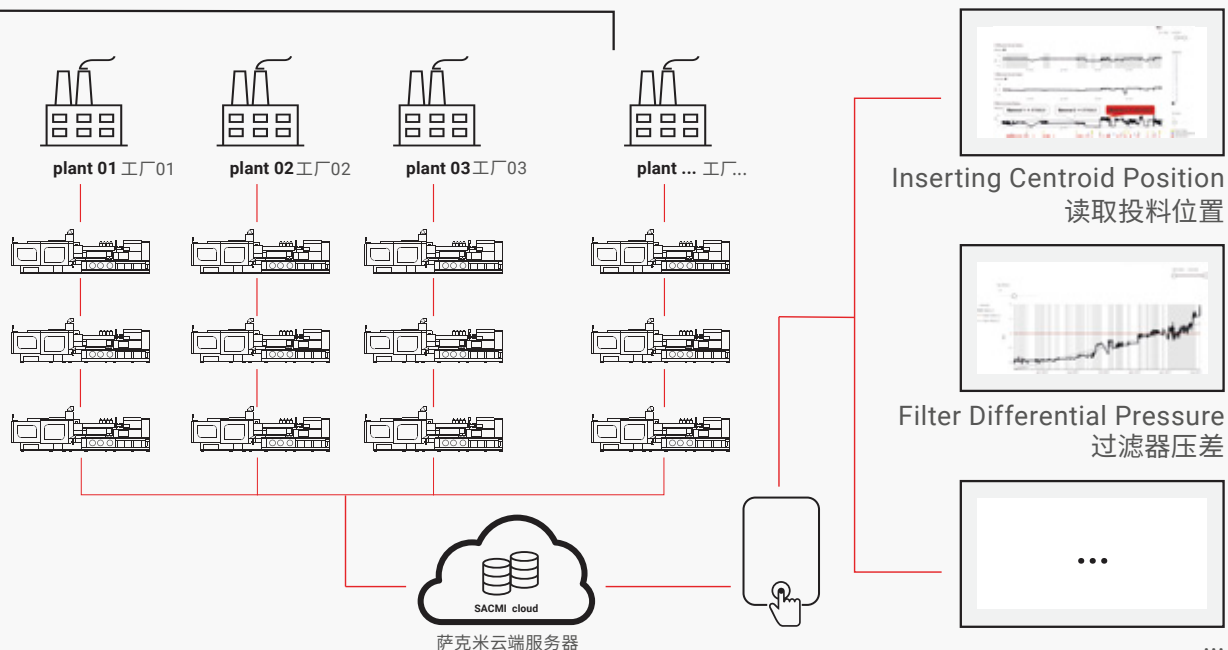 plant 01 工厂01
plant 02 工厂02
plant 03 工厂03
plant ... 工厂...
Inserting Centroid Position
读取投料位置
Filter Differential Pressure
过滤器压差
...
SACMI cloud
萨克米云端服务器
...